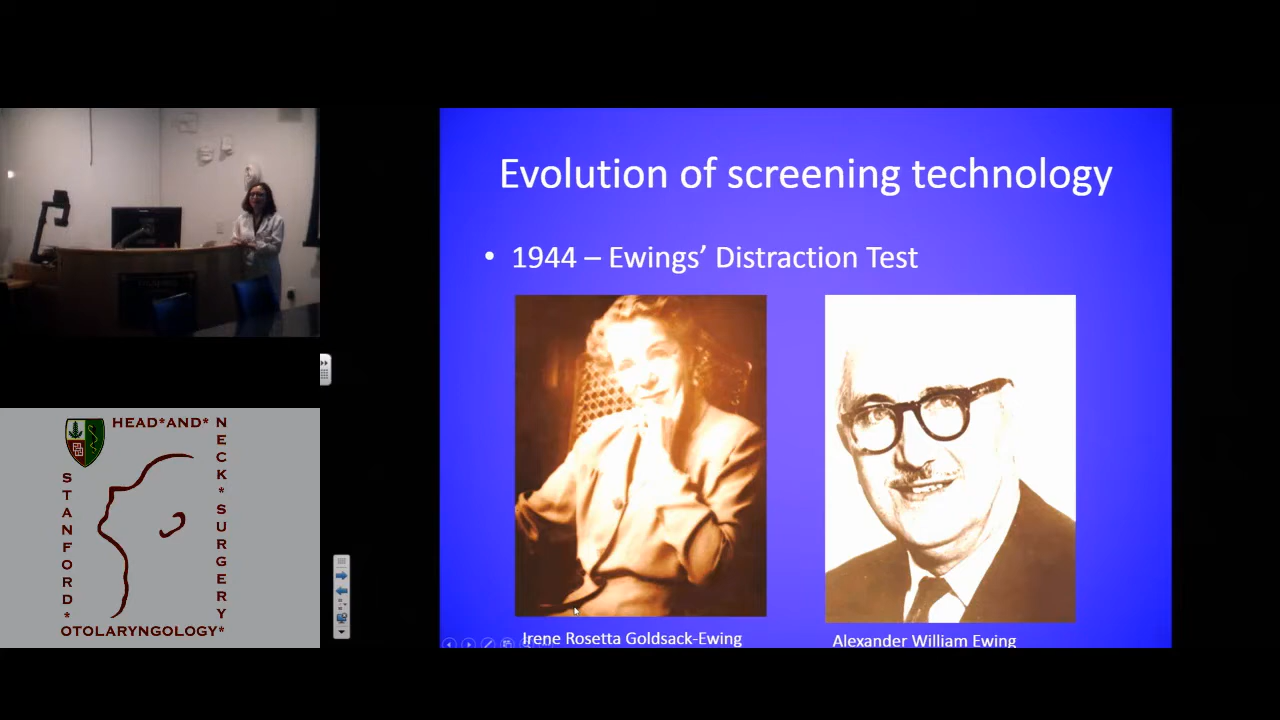 Evolution of screening technology
• 1944 – Ewings’ Distraction Test
Irene Rosetta Goldsack-Ewing
Alexander William Ewing
HEAD*AND*
NECK*SURGERY*
STANFORD*
OTOLARYNGOLOGY*